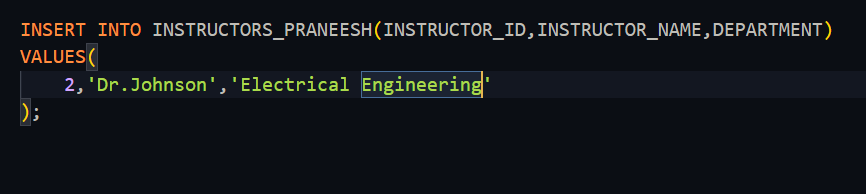 INSERT INTO INSTRUCTORS_PRANEESH(INSTRUCTOR_ID,INSTRUCTOR_NAME,DEPARTMENT)
VALUES(
    2,'Dr.Johnson','Electrical Engineering'
);